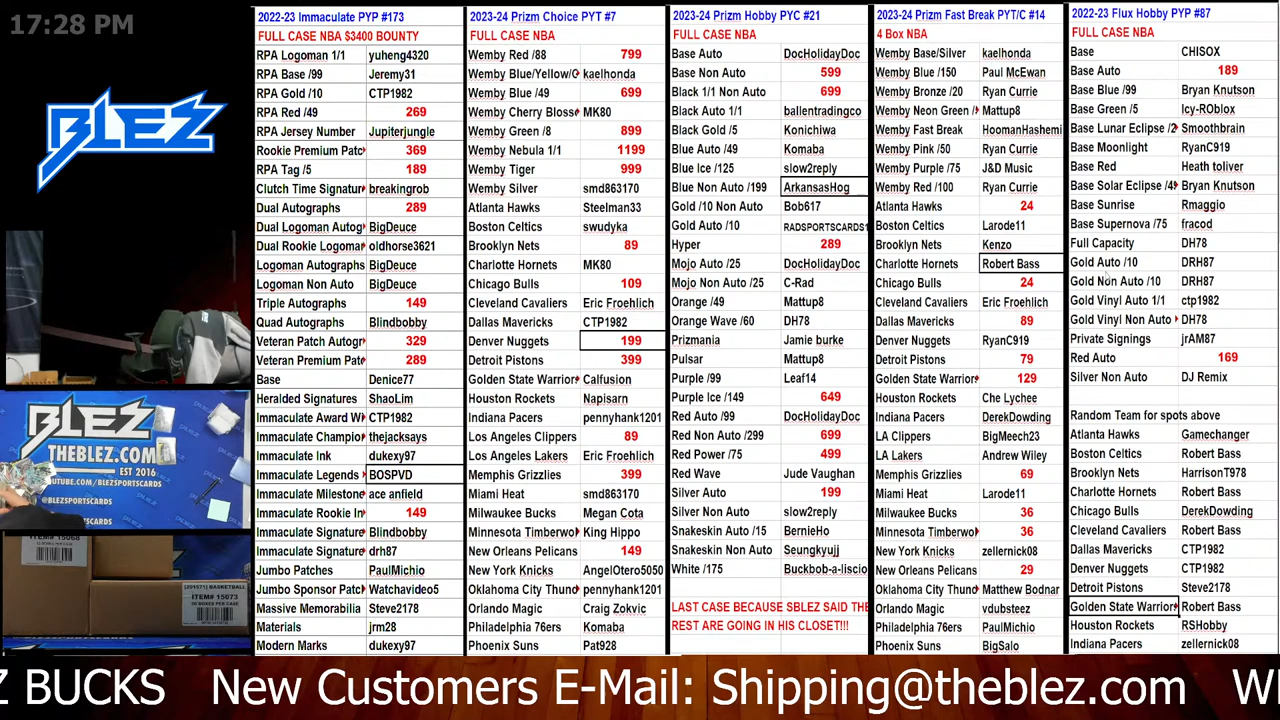 17:28 PM
BLEZ
BLEZ
THEBLEZ.COM
EST 2016
YOUTUBE.COM/BLEZSPORTSCARDS
@BLEZSPORTSCARDS
ITEM# 15068
[201571] BASKETBALL
ITEM# 15073
20 BOXES PER CASE
2022-23 Immaculate PYP #173
FULL CASE NBA $3400 BOUNTY
RPA Logoman 1/1 yuheng4320
RPA Base /99 Jeremy31
RPA Gold /10 CTP1982
RPA Red /49 269
RPA Jersey Number Jupiterjungle
Rookie Premium Patc 369
RPA Tag /5 189
Clutch Time Signatur breakingrob
Dual Autographs 289
Dual Logoman Autog BigDeuce
Dual Rookie Logomar oldhorse3621
Logoman Autographs BigDeuce
Logoman Non Auto BigDeuce
Triple Autographs 149
Quad Autographs Blindbobby
Veteran Patch Autogr 329
Veteran Premium Pat 289
Base Denice77
Heralded Signatures ShaoLim
Immaculate Award W CTP1982
Immaculate Champio thejacksays
Immaculate Ink dukexy97
Immaculate Legends BOSPVD
Immaculate Milestone ace anfield
Immaculate Rookie In 149
Immaculate Signature Blindbobby
Immaculate Signature drh87
Jumbo Patches PaulMichio
Jumbo Sponsor Patc Watchavideo5
Massive Memorabilia Steve2178
Materials jrm28
Modern Marks dukexy97
2023-24 Prizm Choice PYT #7
FULL CASE NBA
Wemby Red /88 799
Wemby Blue/Yellow/G kaelhonda
Wemby Blue /49 699
Wemby Cherry Blosso MK80
Wemby Green /8 899
Wemby Nebula 1/1 1199
Wemby Tiger 999
Wemby Silver smd863170
Atlanta Hawks Steelman33
Boston Celtics swudyka
Brooklyn Nets 89
Charlotte Hornets MK80
Chicago Bulls 109
Cleveland Cavaliers Eric Froehlich
Dallas Mavericks CTP1982
Denver Nuggets 199
Detroit Pistons 399
Golden State Warrior Calfusion
Houston Rockets Napisarn
Indiana Pacers pennyhank1201
Los Angeles Clippers 89
Los Angeles Lakers Eric Froehlich
Memphis Grizzlies 399
Miami Heat smd863170
Milwaukee Bucks Megan Cota
Minnesota Timberwol King Hippo
New Orleans Pelicans 149
New York Knicks AngelOtero5050
Oklahoma City Thund pennyhank1201
Orlando Magic Craig Zokvic
Philadelphia 76ers Komaba
Phoenix Suns Pat928
2023-24 Prizm Hobby PYC #21
FULL CASE NBA
Base Auto DocHolidayDoc
Base Non Auto 599
Black 1/1 Non Auto 699
Black Auto 1/1 ballentradingco
Black Gold /5 Konichiwa
Blue Auto /49 Komaba
Blue Ice /125 slow2reply
Blue Non Auto /199 ArkansasHog
Gold /10 Non Auto Bob617
Gold Auto /10 RADSPORTSCARDS1
Hyper 289
Mojo Auto /25 DocHolidayDoc
Mojo Non Auto /25 C-Rad
Orange /49 Mattup8
Orange Wave /60 DH78
Prizmania Jamie burke
Pulsar Mattup8
Purple /99 Leaf14
Purple Ice /149 649
Red Auto /99 DocHolidayDoc
Red Non Auto /299 699
Red Power /75 499
Red Wave Jude Vaughan
Silver Auto 199
Silver Non Auto slow2reply
Snakeskin Auto /15 BernieHo
Snakeskin Non Auto Seungkyujj
White /175 Buckbob-a-liscio
LAST CASE BECAUSE SBLEZ SAID THE
REST ARE GOING IN HIS CLOSET!!!
2023-24 Prizm Fast Break PYT/C #14
4 Box NBA
Wemby Base/Silver kaelhonda
Wemby Blue /150 Paul McEwan
Wemby Bronze /20 Ryan Currie
Wemby Neon Green / Mattup8
Wemby Fast Break HoomanHashemi
Wemby Pink /50 Ryan Currie
Wemby Purple /75 J&D Music
Wemby Red /100 Ryan Currie
Atlanta Hawks 24
Boston Celtics Larode11
Brooklyn Nets Kenzo
Charlotte Hornets Robert Bass
Chicago Bulls 24
Cleveland Cavaliers Eric Froehlich
Dallas Mavericks 89
Denver Nuggets RyanC919
Detroit Pistons 79
Golden State Warrior 129
Houston Rockets Che Lychee
Indiana Pacers DerekDowding
LA Clippers BigMeech23
LA Lakers Andrew Wiley
Memphis Grizzlies 69
Miami Heat Larode11
Milwaukee Bucks 36
Minnesota Timberwol 36
New York Knicks zellernick08
New Orleans Pelicans 29
Oklahoma City Thund Matthew Bodnar
Orlando Magic vdubsteez
Philadelphia 76ers PaulMichio
Phoenix Suns BigSalo
2022-23 Flux Hobby PYP #87
FULL CASE NBA
Base CHISOX
Base Auto 189
Base Blue /99 Bryan Knutson
Base Green /5 Icy-ROblox
Base Lunar Eclipse /2 Smoothbrain
Base Moonlight RyanC919
Base Red Heath toliver
Base Solar Eclipse /49 Bryan Knutson
Base Sunrise Rmaggio
Base Supernova /75 fracod
Full Capacity DH78
Gold Auto /10 DRH87
Gold Non Auto /10 DRH87
Gold Vinyl Auto 1/1 ctp1982
Gold Vinyl Non Auto DH78
Private Signings jrAM87
Red Auto 169
Silver Non Auto DJ Remix
Random Team for spots above
Atlanta Hawks Gamechanger
Boston Celtics Robert Bass
Brooklyn Nets HarrisonT978
Charlotte Hornets Robert Bass
Chicago Bulls DerekDowding
Cleveland Cavaliers Robert Bass
Dallas Mavericks CTP1982
Denver Nuggets CTP1982
Detroit Pistons Steve2178
Golden State Warrior Robert Bass
Houston Rockets RSHobby
Indiana Pacers zellernick08
Z BUCKS New Customers E-Mail: Shipping@theblez.com W